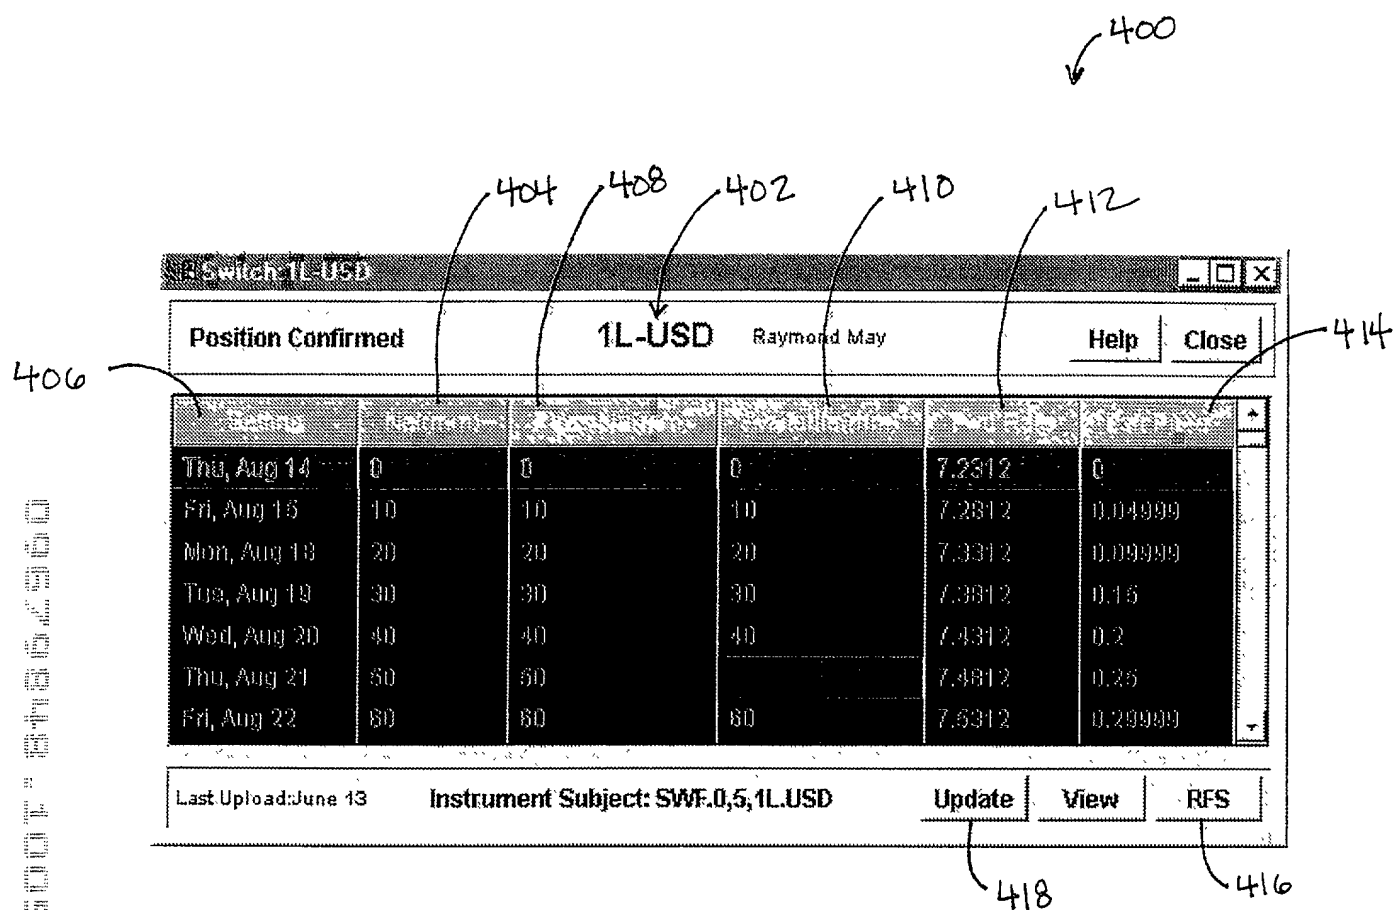 400
404 408 402 410 412
Switch:1L-USD
Position Confirmed 1L-USD Raymond May Help Close
414
406
Thu, Aug 14 0 0 0 7.2312 0
Fri, Aug 15 10 10 10 7.2812 0.04999
Mon, Aug 18 20 20 20 7.3312 0.09999
Tue, Aug 19 30 30 30 7.3812 0.15
Wed, Aug 20 40 40 40 7.4312 0.2
Thu, Aug 21 50 50 7.4812 0.25
Fri, Aug 22 60 60 60 7.5312 0.29999
Last Upload:June 13 Instrument Subject: SWF.0,5,1L.USD Update View RFS
418 416